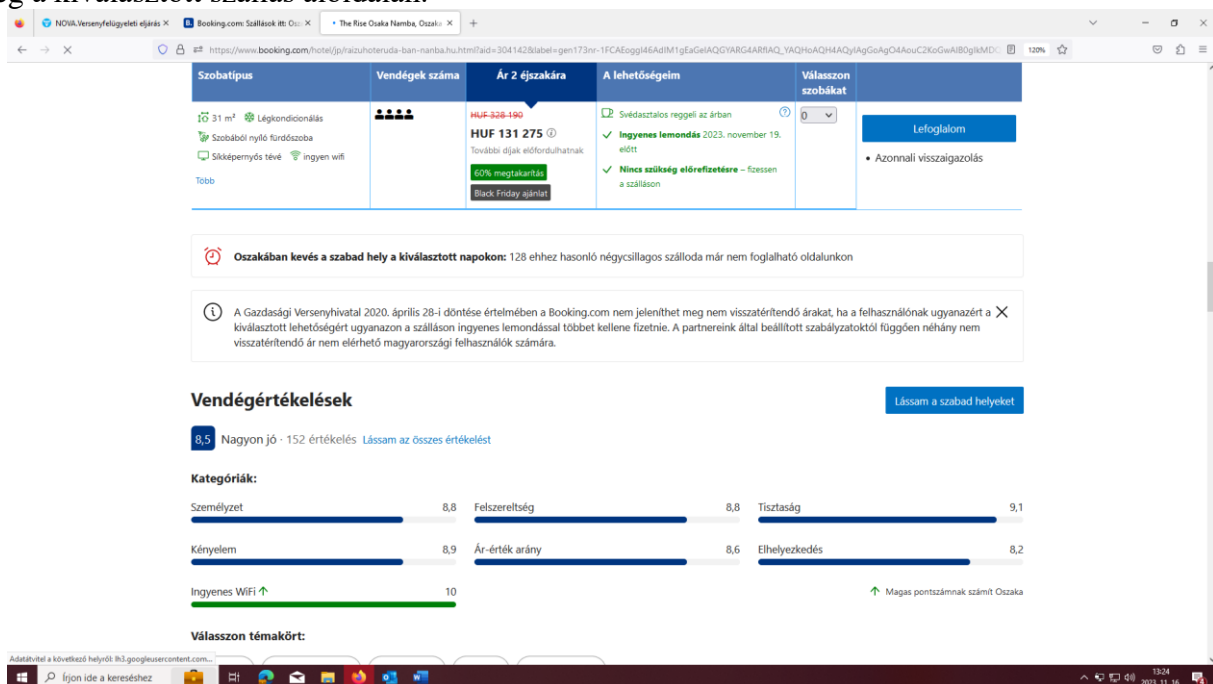 g a kiválasztott szállás aloldalán.
NOVA.Versenyfelügyeleti eljárás
Booking.com: Szállások itt: Osz
The Rise Osaka Namba, Oszaka
https://www.booking.com/hotel/jp/raizuhoteruda-ban-nanba.hu.html?aid=304142&label=gen173nr-1FCAEoggI46AdIM1gEaGeIAQGYARG4ARfIAQ_YAQHoAQH4AQyIAgGoAgO4AouC2KoGwAIB0gIkMDC
120%
Szobatípus
Vendégek száma
Ár 2 éjszakára
A lehetőségeim
Válasszon
szobákat
31 m² Légkondicionálás
Szobából nyíló fürdőszoba
Síkképernyős tévé ingyen wifi
Több
HUF 328 190
HUF 131 275
További díjak előfordulhatnak
60% megtakarítás
Black Friday ajánlat
Svédasztalos reggeli az árban
Ingyenes lemondás 2023. november 19.
előtt
Nincs szükség előrefizetésre – fizessen
a szálláson
0
Lefoglalom
• Azonnali visszaigazolás
Oszakában kevés a szabad hely a kiválasztott napokon: 128 ehhez hasonló négycsillagos szálloda már nem foglalható oldalunkon
A Gazdasági Versenyhivatal 2020. április 28-i döntése értelmében a Booking.com nem jeleníthet meg nem visszatérítendő árakat, ha a felhasználónak ugyanazért a
kiválasztott lehetőségért ugyanazon a szálláson ingyenes lemondással többet kellene fizetnie. A partnereink által beállított szabályzatoktól függően néhány nem
visszatérítendő ár nem elérhető magyarországi felhasználók számára.
Vendégértékelések
Lássam a szabad helyeket
8,5 Nagyon jó · 152 értékelés Lássam az összes értékelést
Kategóriák:
Személyzet 8,8
Felszereltség 8,8
Tisztaság 9,1
Kényelem 8,9
Ár-érték arány 8,6
Elhelyezkedés 8,2
Ingyenes WiFi 10
Magas pontszámnak számít Oszaka
Válasszon témakört:
Adatátvitel a következő helyről: lh3.googleusercontent.com...
Írjon ide a kereséshez
13:24
2023. 11. 16.